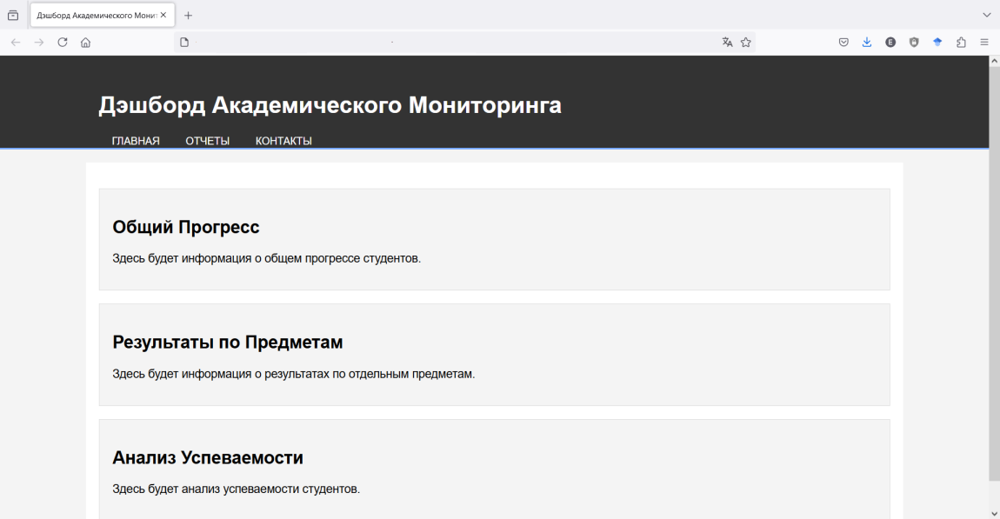 Дэшборд Академического Монит
Дэшборд Академического Мониторинга
ГЛАВНАЯ ОТЧЕТЫ КОНТАКТЫ
Общий Прогресс
Здесь будет информация о общем прогрессе студентов.
Результаты по Предметам
Здесь будет информация о результатах по отдельным предметам.
Анализ Успеваемости
Здесь будет анализ успеваемости студентов.